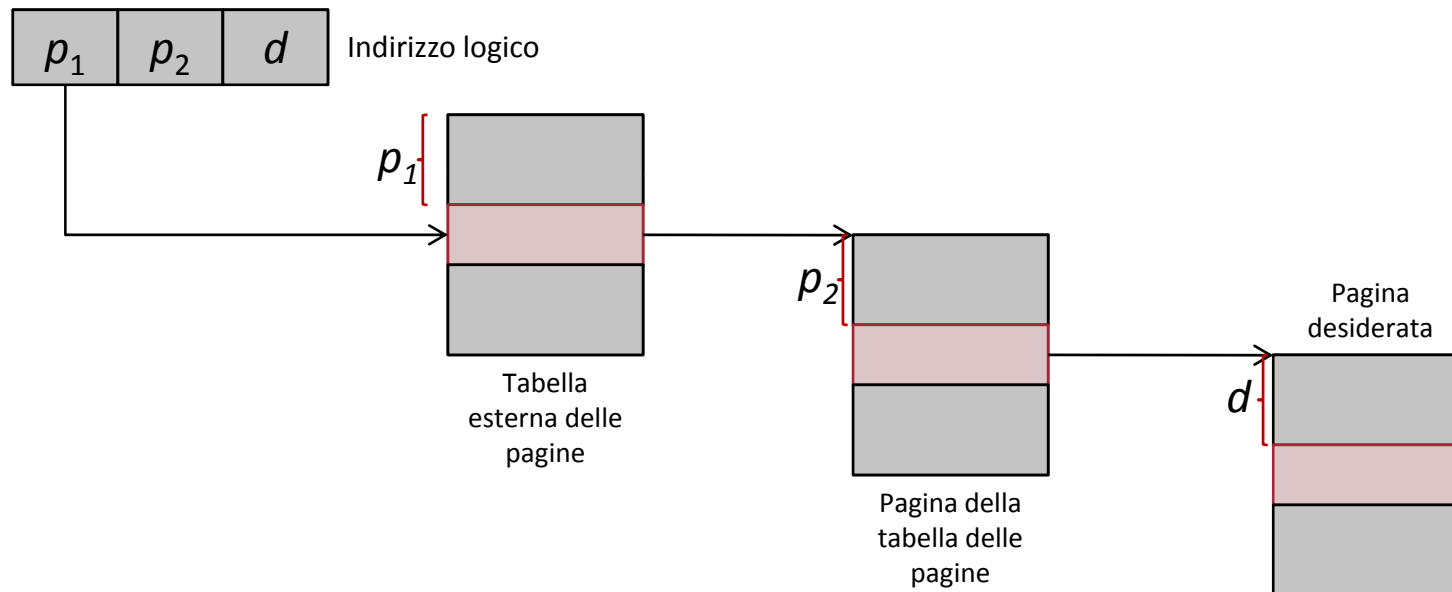 p1 p2 d Indirizzo logico
p1
Tabella
esterna delle
pagine
p2
Pagina della
tabella delle
pagine
Pagina
desiderata
d